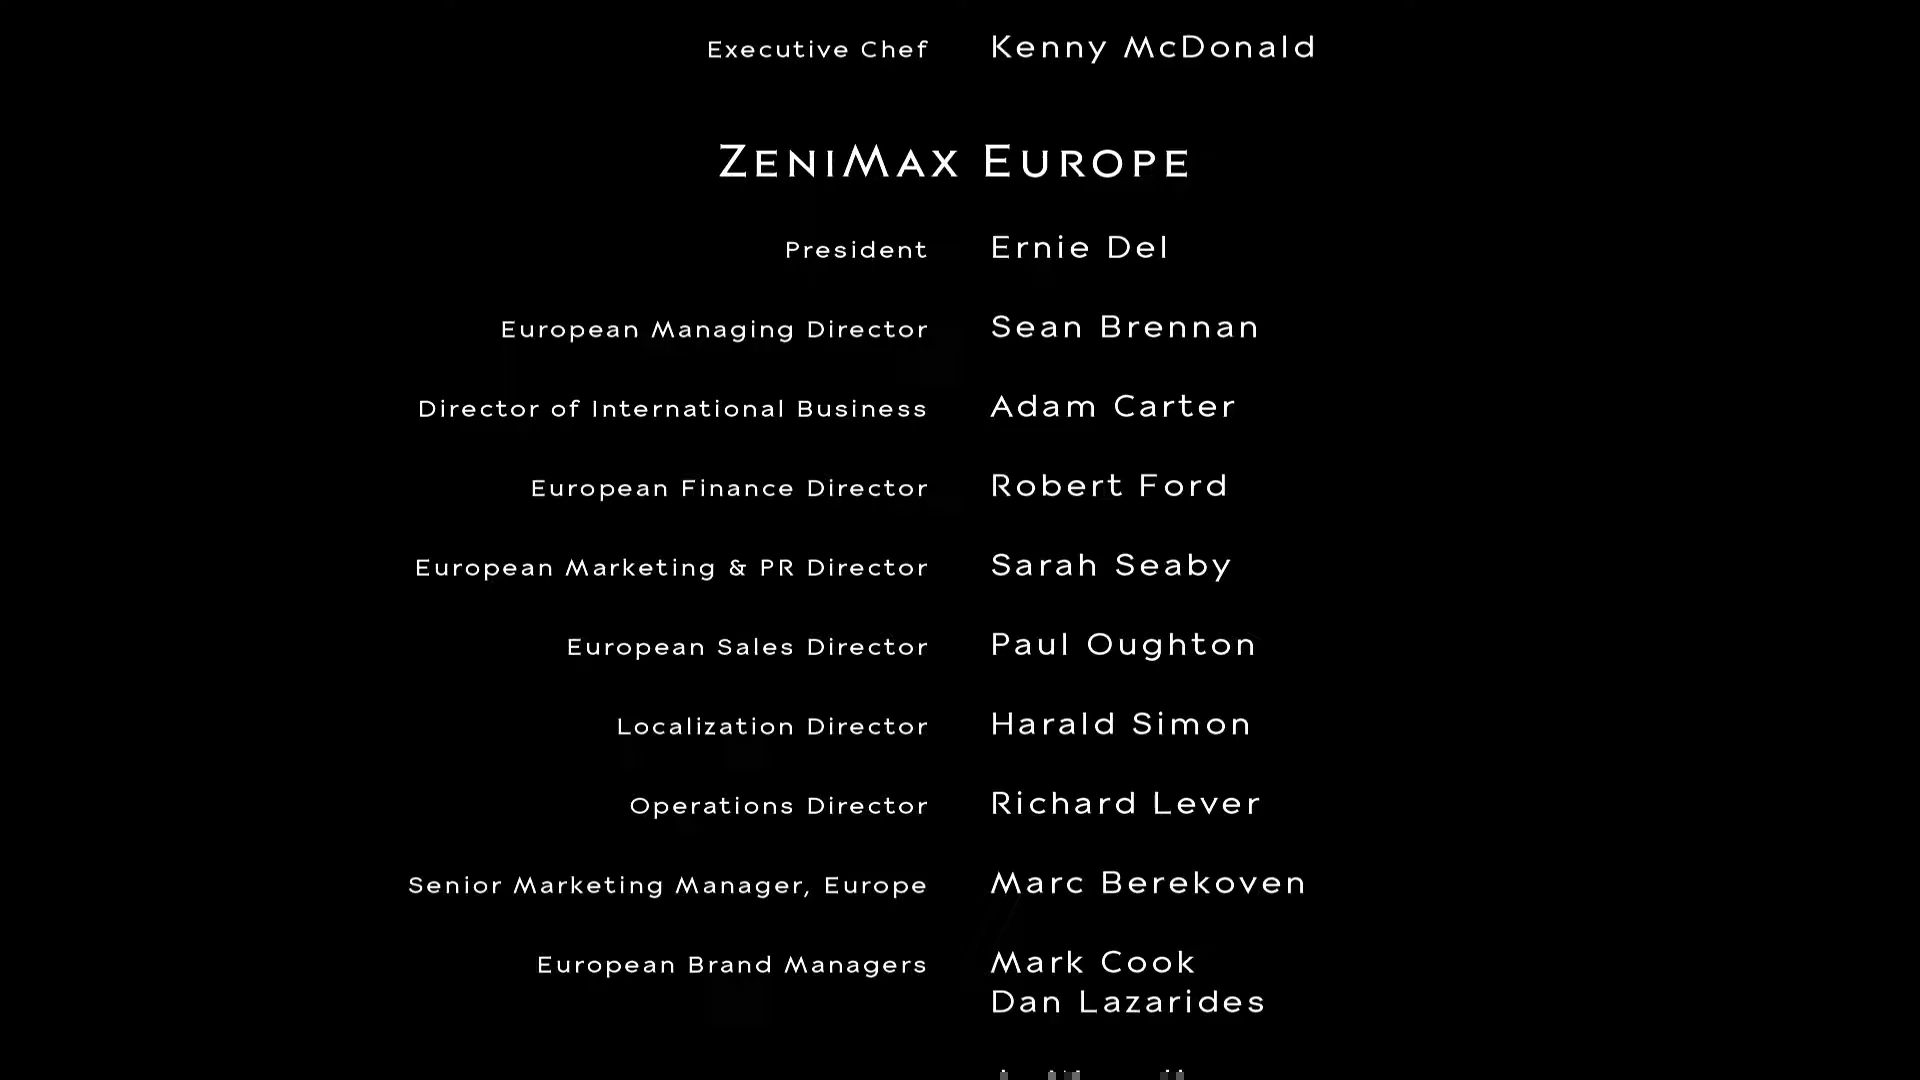 Executive Chef Kenny McDonald
ZeniMax Europe
President Ernie Del
European Managing Director Sean Brennan
Director of International Business Adam Carter
European Finance Director Robert Ford
European Marketing & PR Director Sarah Seaby
European Sales Director Paul Oughton
Localization Director Harald Simon
Operations Director Richard Lever
Senior Marketing Manager, Europe Marc Berekoven
European Brand Managers Mark Cook
Dan Lazarides